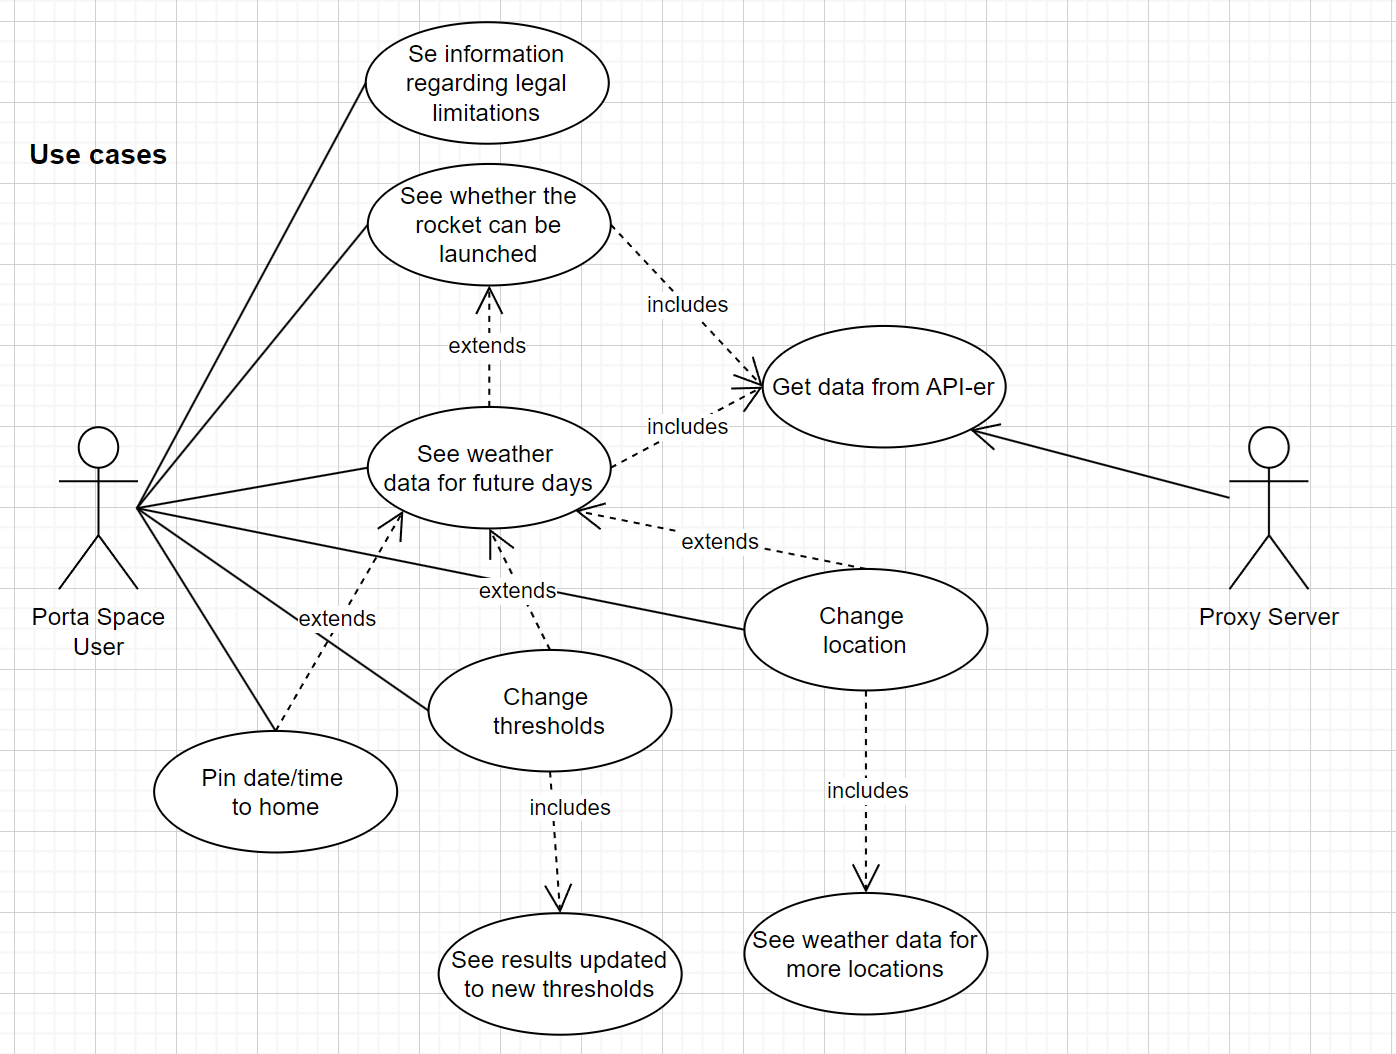 Se information
regarding legal
limitations
Use cases
See whether the
rocket can be
launched
includes
extends
Get data from API-er
includes
See weather
data for future days
extends
extends
extends
Porta Space
User
Change
location
Proxy Server
Change
thresholds
Pin date/time
to home
includes
includes
See results updated
to new thresholds
See weather data for
more locations